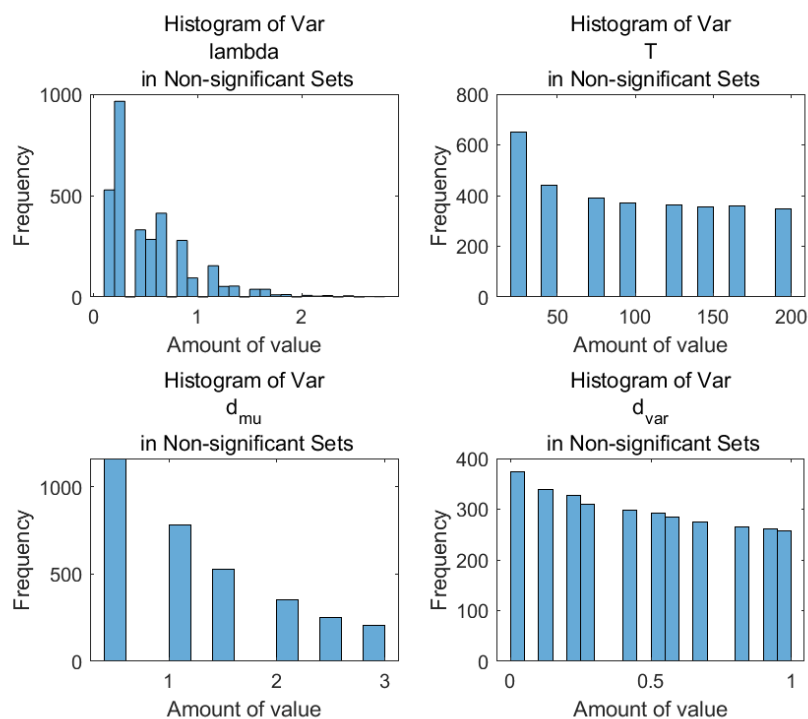 Histogram of Var
lambda
in Non-significant Sets
1000
500
0
Frequency
0
1
2
Amount of value
Histogram of Var
T
in Non-significant Sets
800
600
400
200
0
Frequency
50
100
150
200
Amount of value
Histogram of Var
d_mu
in Non-significant Sets
1000
500
0
Frequency
1
2
3
Amount of value
Histogram of Var
d_var
in Non-significant Sets
400
300
200
100
0
Frequency
0
0.5
1
Amount of value